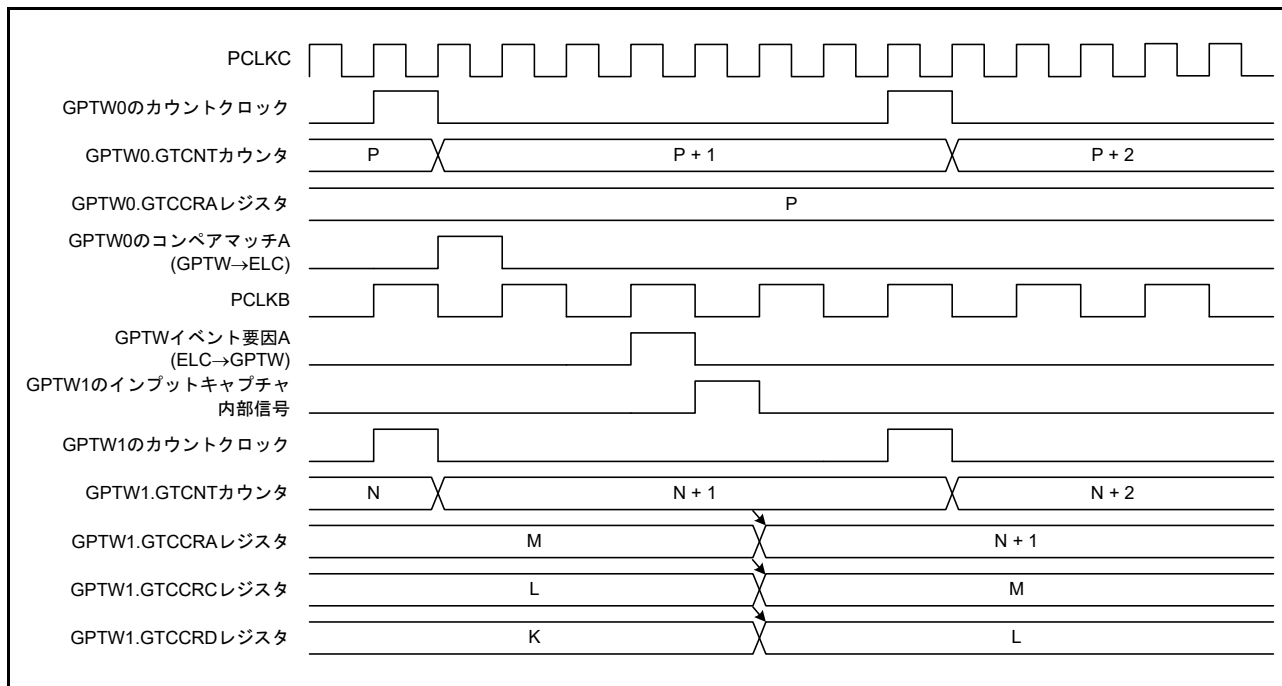 PCLKC
GPTW0のカウントクロック
GPTW0.GTCNTカウンタ
P
P + 1
P + 2
GPTW0.GTCCRAレジスタ
P
GPTW0のコンペアマッチA
(GPTW→ELC)
PCLKB
GPTWイベント要因A
(ELC→GPTW)
GPTW1のインプットキャプチャ
内部信号
GPTW1のカウントクロック
GPTW1.GTCNTカウンタ
N
N + 1
N + 2
GPTW1.GTCCRAレジスタ
M
N + 1
GPTW1.GTCCRCレジスタ
L
M
GPTW1.GTCCRDレジスタ
K
L